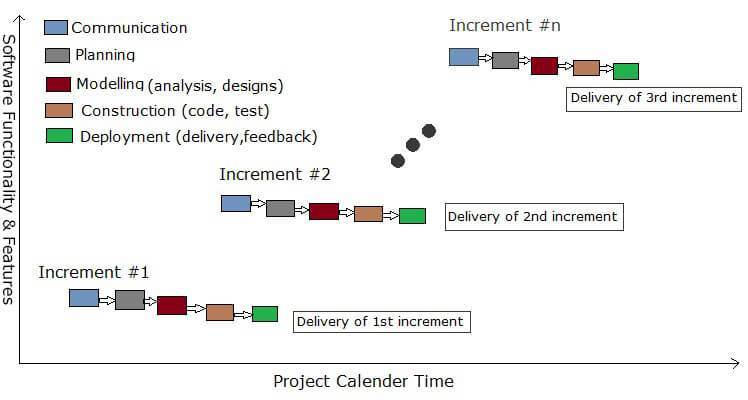 Software Functionality & Features
Communication
Planning
Modelling (analysis, designs)
Construction (code, test)
Deployment (delivery,feedback)
Increment #n
Delivery of 3rd increment
Increment #2
Delivery of 2nd increment
Increment #1
Delivery of 1st increment
Project Calender Time